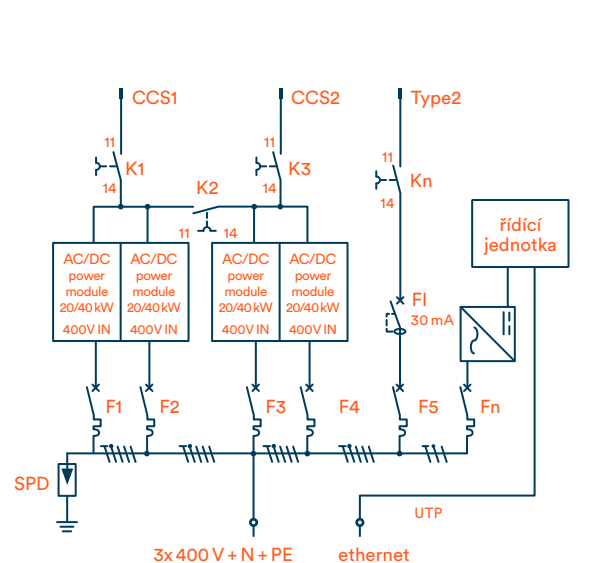 CCS1
CCS2
Type2
11
K1
14
11
K3
14
11
Kn
14
K2
11
14
řídící
jednotka
AC/DC
power
module
20/40 kW
400V IN
AC/DC
power
module
20/40 kW
400V IN
AC/DC
power
module
20/40 kW
400V IN
AC/DC
power
module
20/40 kW
400V IN
FI
30 mA
F1
F2
F3
F4
F5
Fn
SPD
UTP
3x 400 V + N + PE
ethernet